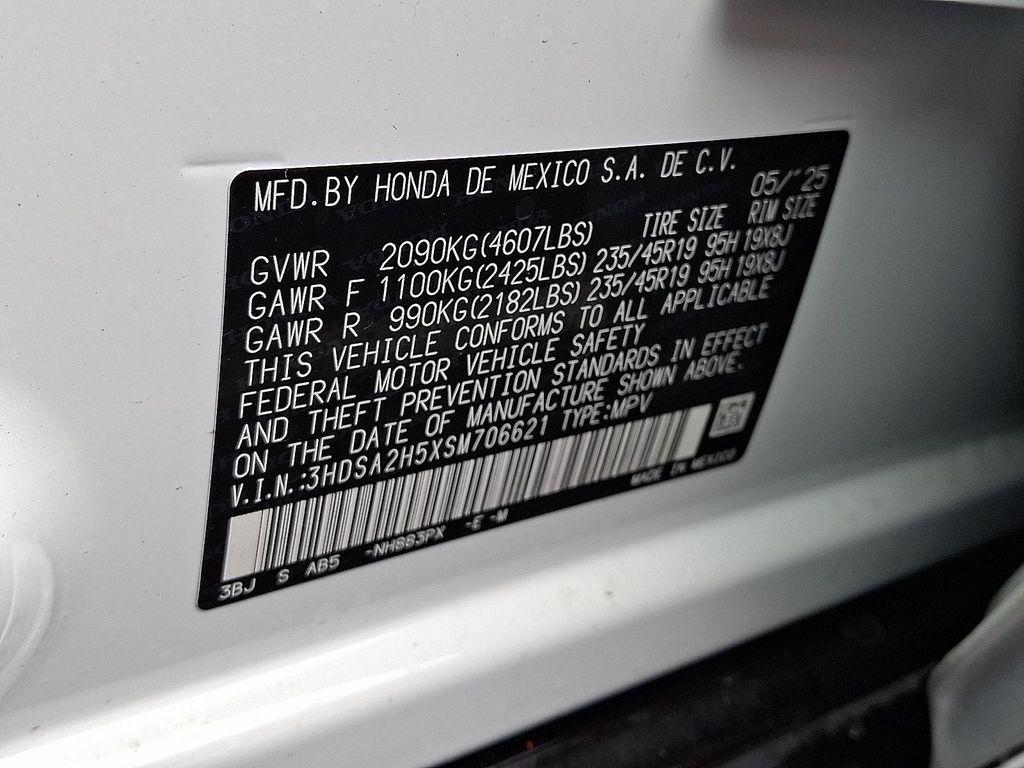 MFD. BY HONDA DE MEXICO S.A. DE C.V.
05/'25
TIRE SIZE RIM SIZE
GVWR 2090KG(4607LBS)
GAWR F 1100KG(2425LBS) 235/45R19 95H 19X8J
GAWR R 990KG(2182LBS) 235/45R19 95H 19X8J
THIS VEHICLE CONFORMS TO ALL APPLICABLE
FEDERAL MOTOR VEHICLE SAFETY
AND THEFT PREVENTION STANDARDS IN EFFECT
ON THE DATE OF MANUFACTURE SHOWN ABOVE.
V.I.N.:3HDSA2H5XSM706621 TYPE:MPV
3BJ S AB5 -NH883PX -E -M MADE IN MEXICO